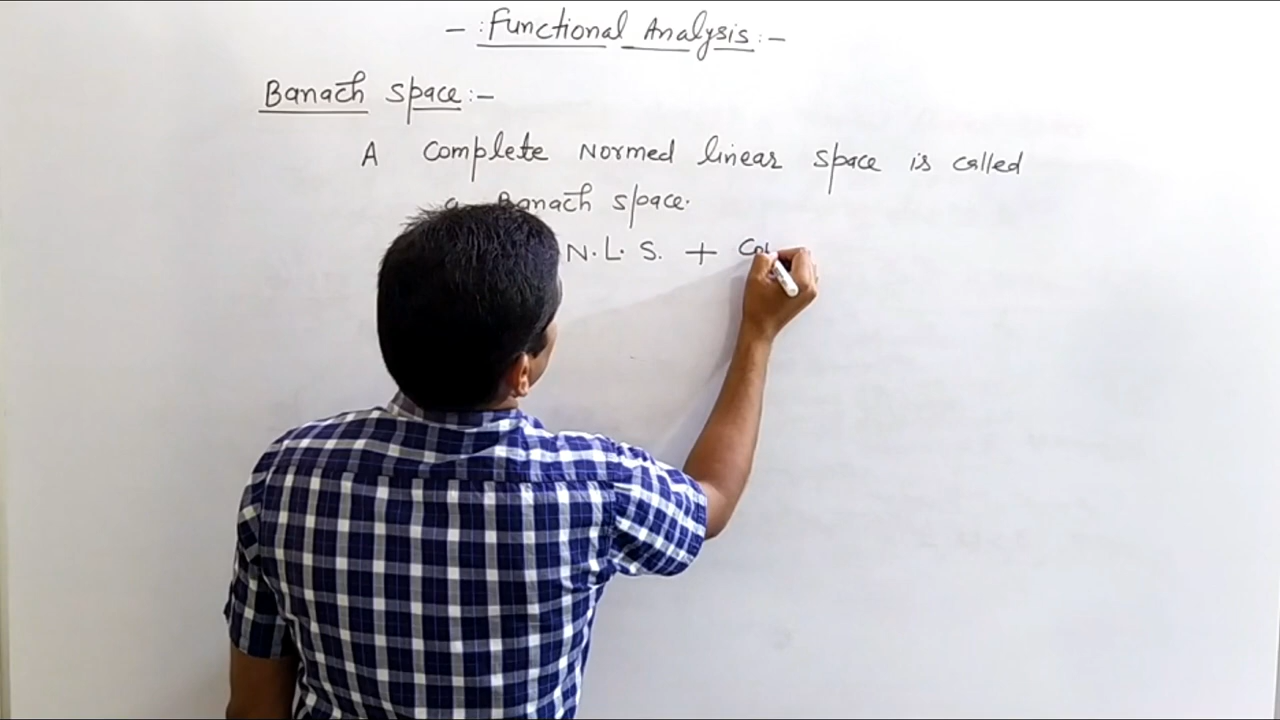 - : Functional Analysis : -
Banach space :-
A complete normed linear space is called
a Banach space.
N.L.S. + Co